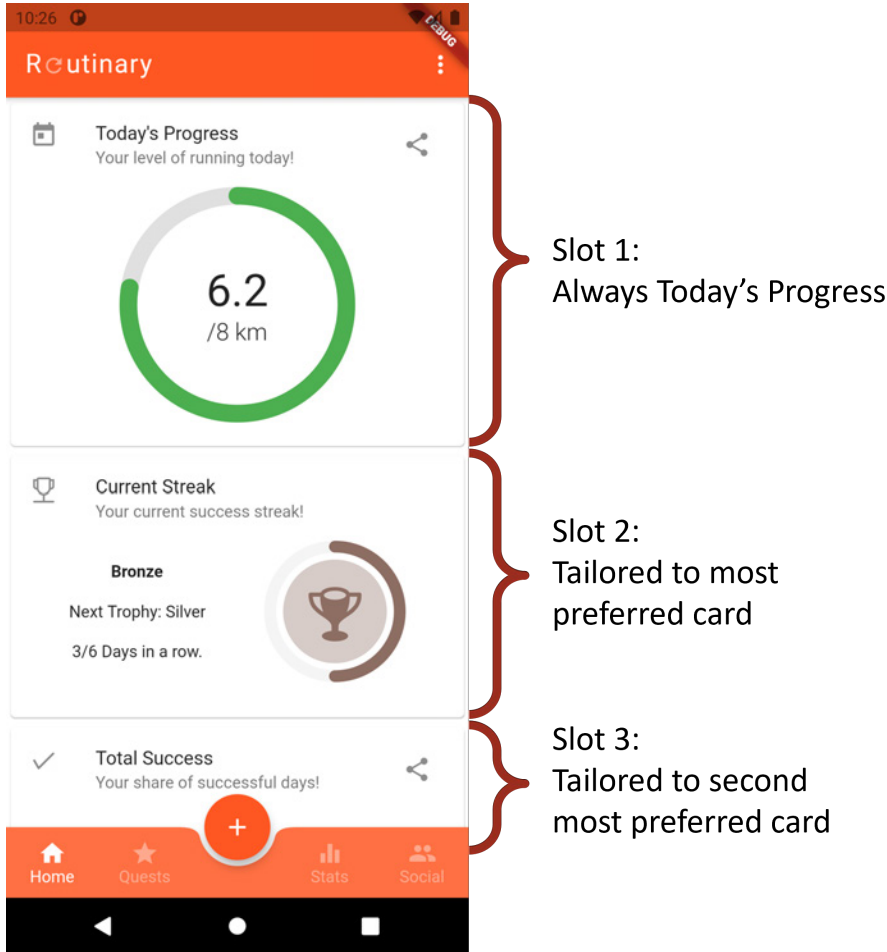 10:26
DEBUG
Routinary
Today's Progress
Your level of running today!
6.2
/8 km
Slot 1:
Always Today's Progress
Current Streak
Your current success streak!
Bronze
Next Trophy: Silver
3/6 Days in a row.
Slot 2:
Tailored to most
preferred card
Total Success
Your share of successful days!
Slot 3:
Tailored to second
most preferred card
+
Home
Quests
Stats
Social